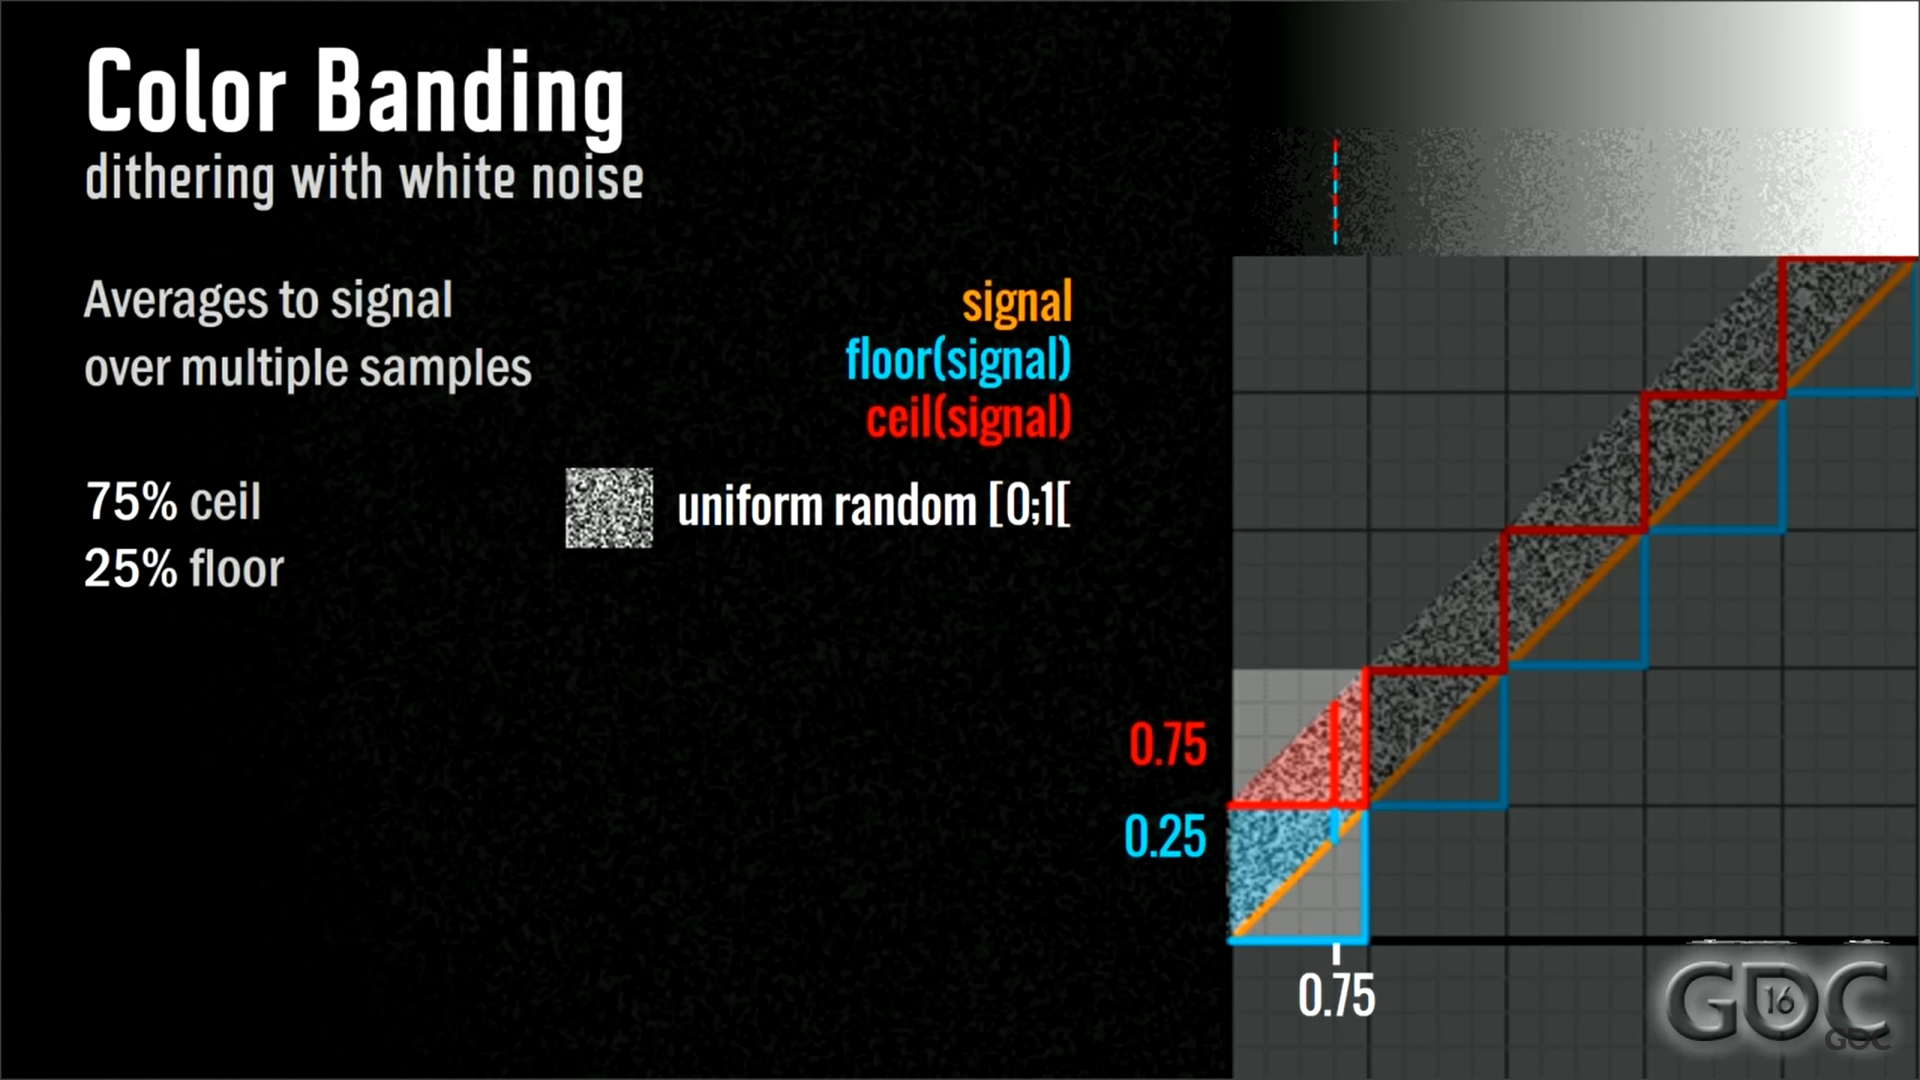 Color Banding
dithering with white noise
Averages to signal
over multiple samples
75% ceil
25% floor
signal
floor(signal)
ceil(signal)
uniform random [0;1[
0.75
0.25
0.75
GDC
16
GDC